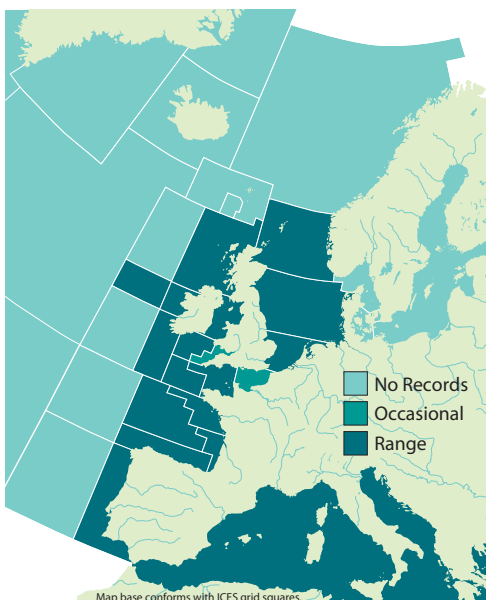 No Records
Occasional
Range
Map base conforms with ICES grid squares.